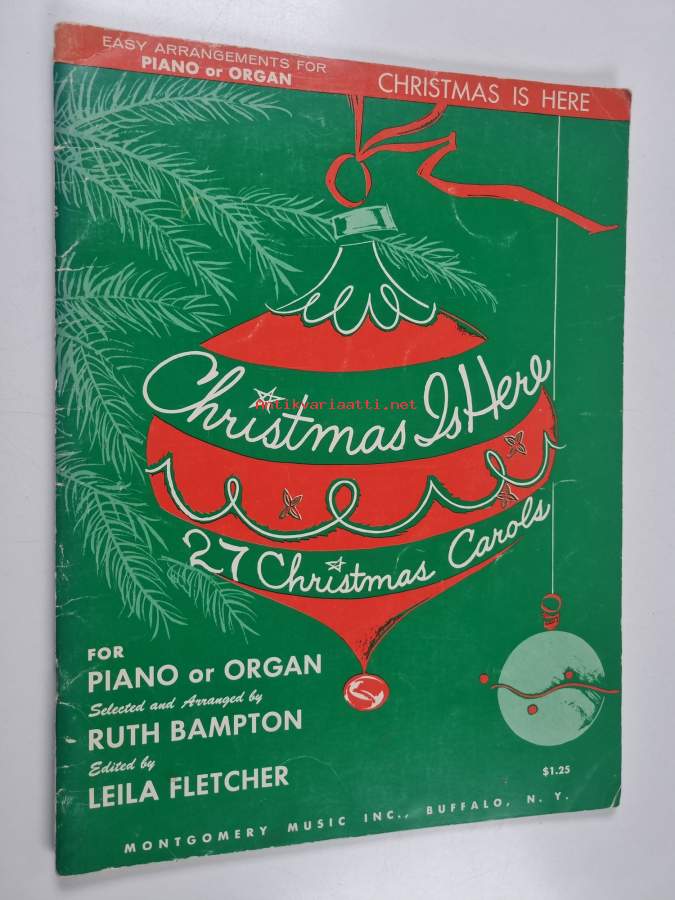 EASY ARRANGEMENTS FOR
PIANO or ORGAN
CHRISTMAS IS HERE
Christmas Is Here
Antikvariaatti.net
27 Christmas Carols
FOR
PIANO or ORGAN
Selected and Arranged by
RUTH BAMPTON
Edited by
LEILA FLETCHER
$1.25
MONTGOMERY MUSIC INC., BUFFALO, N. Y.